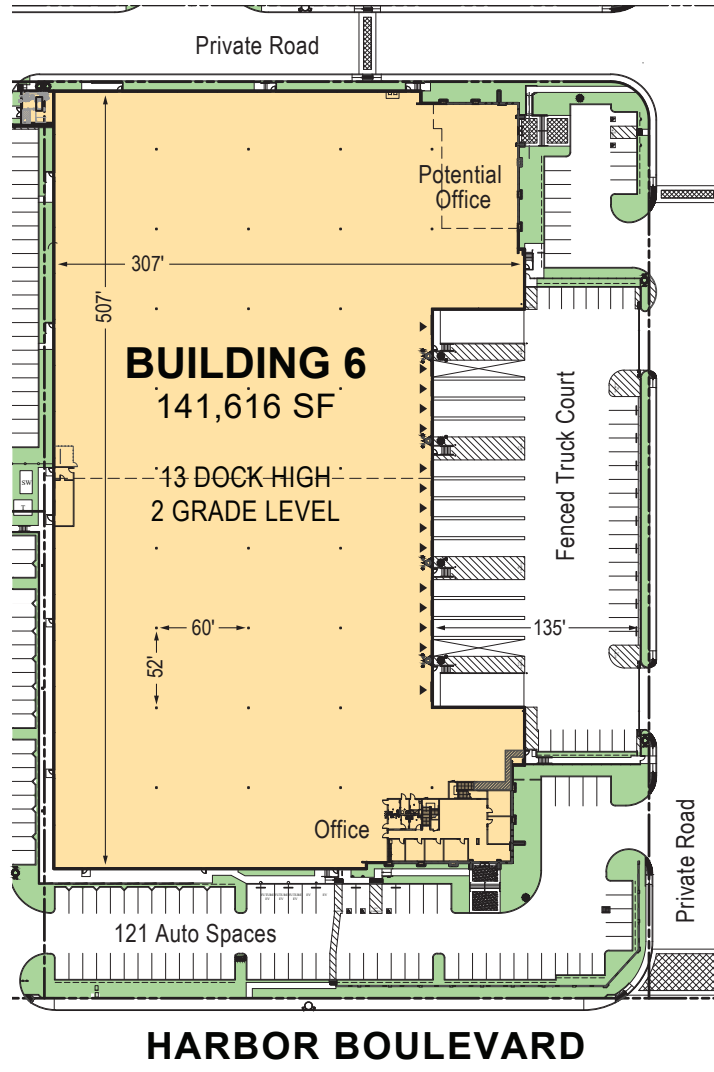 Private Road
Potential
Office
307'
507'
BUILDING 6
141,616 SF
13 DOCK HIGH
2 GRADE LEVEL
Fenced Truck Court
SW
T
60'
135'
52'
Office
Private Road
121 Auto Spaces
HARBOR BOULEVARD